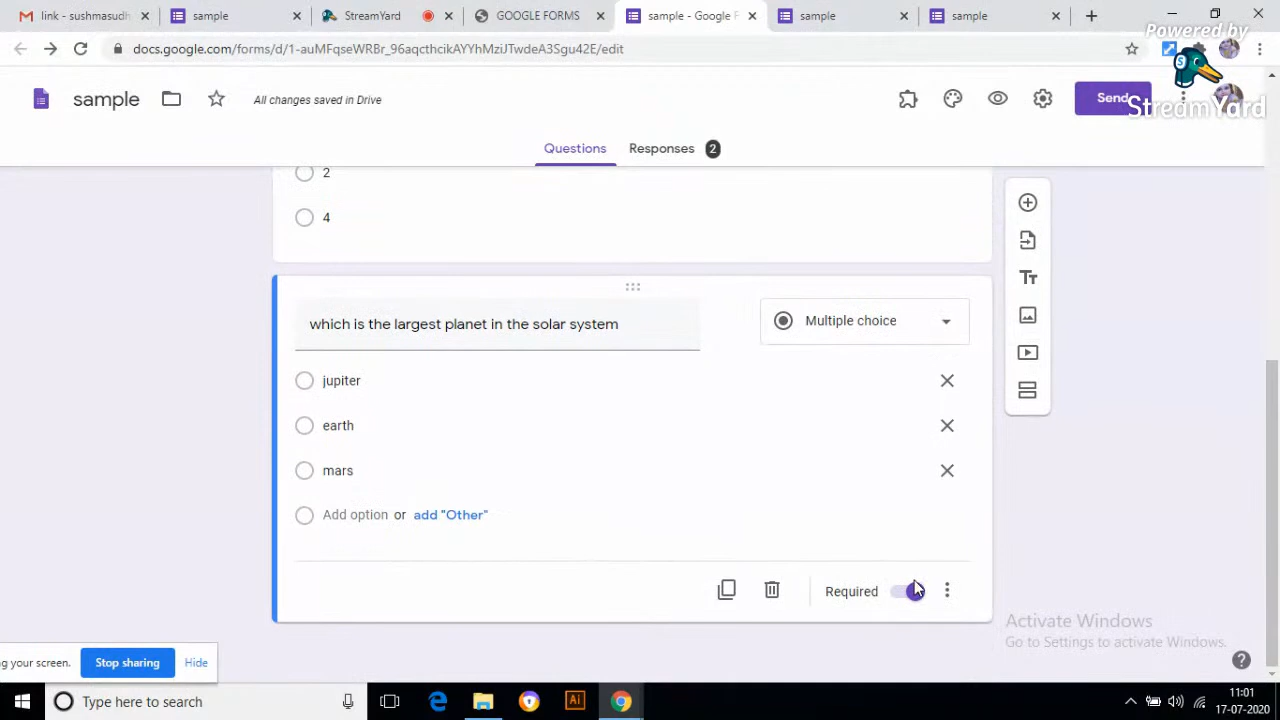 link - sushmasudh
sample
StreamYard
GOOGLE FORMS
sample - Google F
sample
sample
Powered by
StreamYard
docs.google.com/forms/d/1-auMFqseWRBr_96aqcthcikAYYhMziJTwdeA3Sgu42E/edit
sample
All changes saved in Drive
Send
Questions
Responses 2
2
4
which is the largest planet in the solar system
Multiple choice
jupiter
earth
mars
Add option or add "Other"
Required
Activate Windows
Go to Settings to activate Windows.
ng your screen.
Stop sharing
Hide
Type here to search
Ai
11:01
17-07-2020